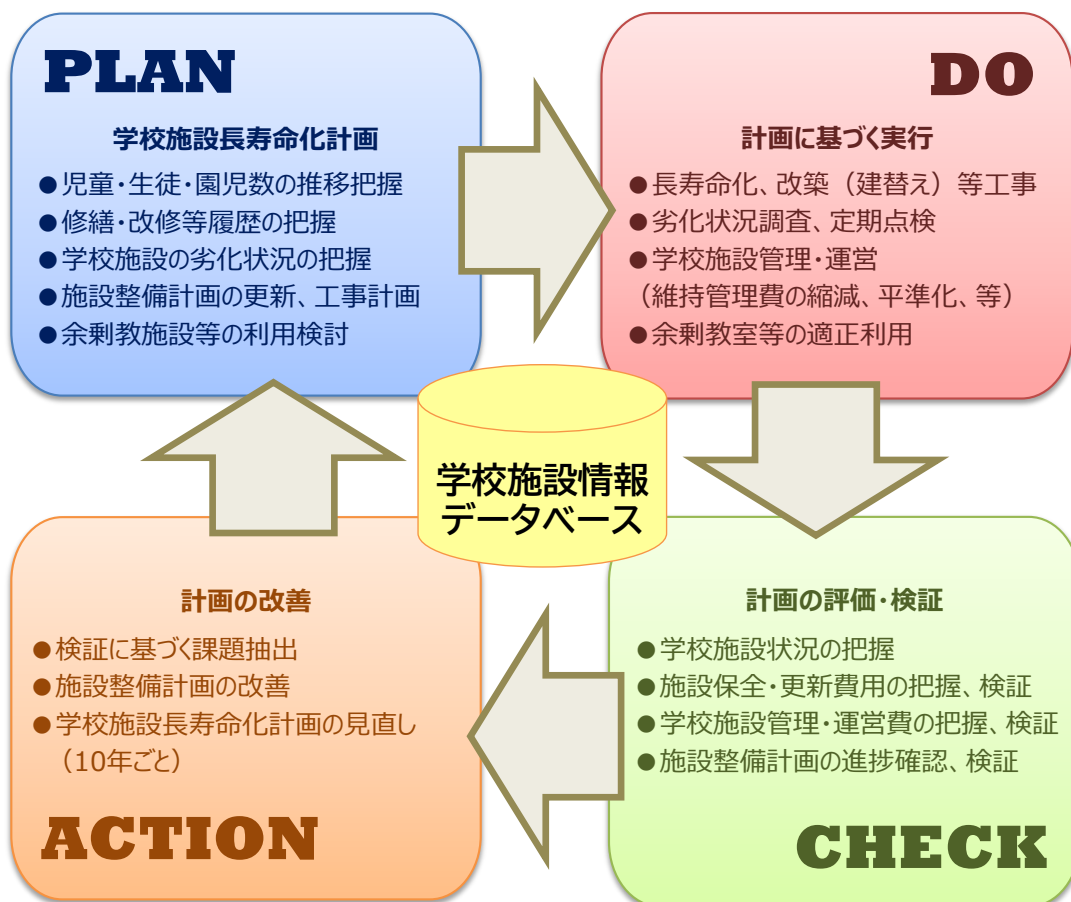 PLAN
学校施設長寿命化計画
●児童・生徒・園児数の推移把握
●修繕・改修等履歴の把握
●学校施設の劣化状況の把握
●施設整備計画の更新、工事計画
●余剰教施設等の利用検討
DO
計画に基づく実行
●長寿命化、改築（建替え）等工事
●劣化状況調査、定期点検
●学校施設管理・運営
（維持管理費の縮減、平準化、等）
●余剰教室等の適正利用
学校施設情報
データベース
計画の評価・検証
●学校施設状況の把握
●施設保全・更新費用の把握、検証
●学校施設管理・運営費の把握、検証
●施設整備計画の進捗確認、検証
CHECK
計画の改善
●検証に基づく課題抽出
●施設整備計画の改善
●学校施設長寿命化計画の見直し
（10年ごと）
ACTION